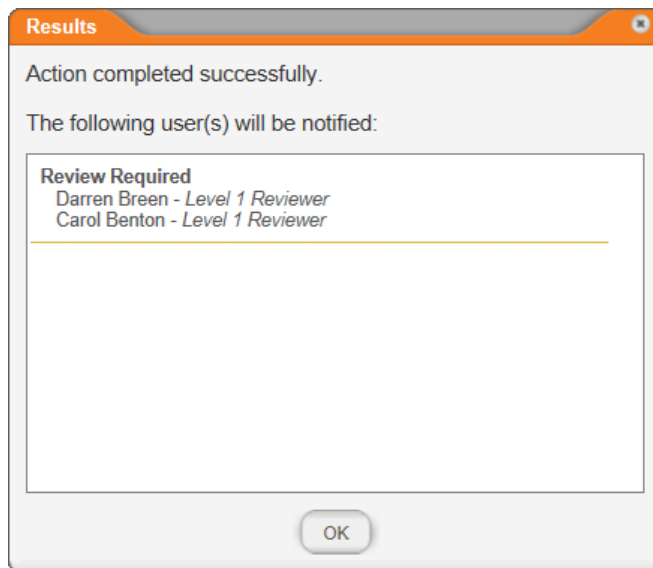 Results
Action completed successfully.
The following user(s) will be notified:
Review Required
Darren Breen - Level 1 Reviewer
Carol Benton - Level 1 Reviewer
OK